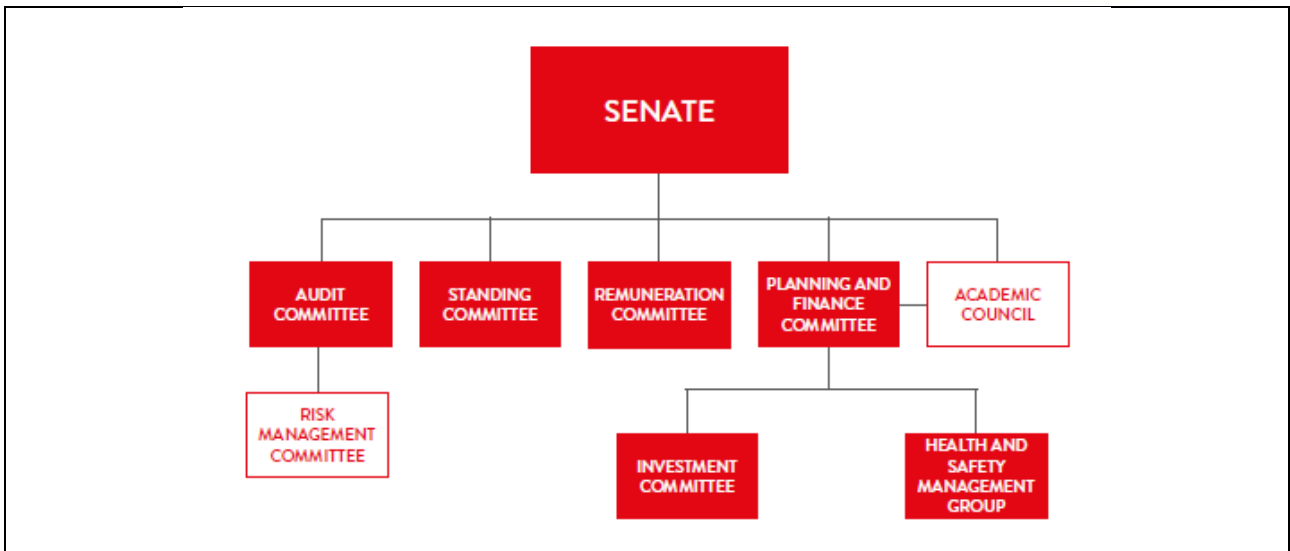 SENATE
AUDIT
COMMITTEE
STANDING
COMMITTEE
REMUNERATION
COMMITTEE
PLANNING AND
FINANCE
COMMITTEE
ACADEMIC
COUNCIL
RISK
MANAGEMENT
COMMITTEE
INVESTMENT
COMMITTEE
HEALTH AND
SAFETY
MANAGEMENT
GROUP